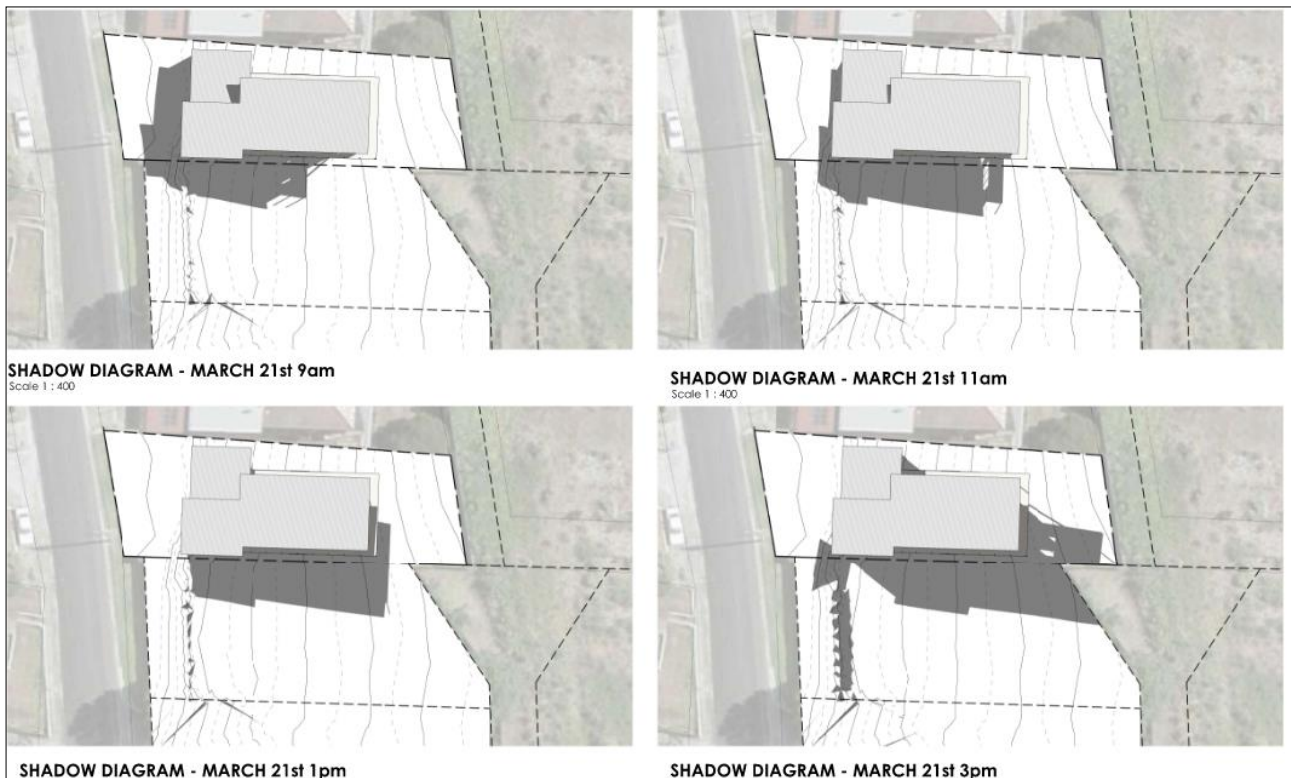 SHADOW DIAGRAM - MARCH 21st 9am
Scale 1 : 400
SHADOW DIAGRAM - MARCH 21st 11am
Scale 1 : 400
SHADOW DIAGRAM - MARCH 21st 1pm
SHADOW DIAGRAM - MARCH 21st 3pm